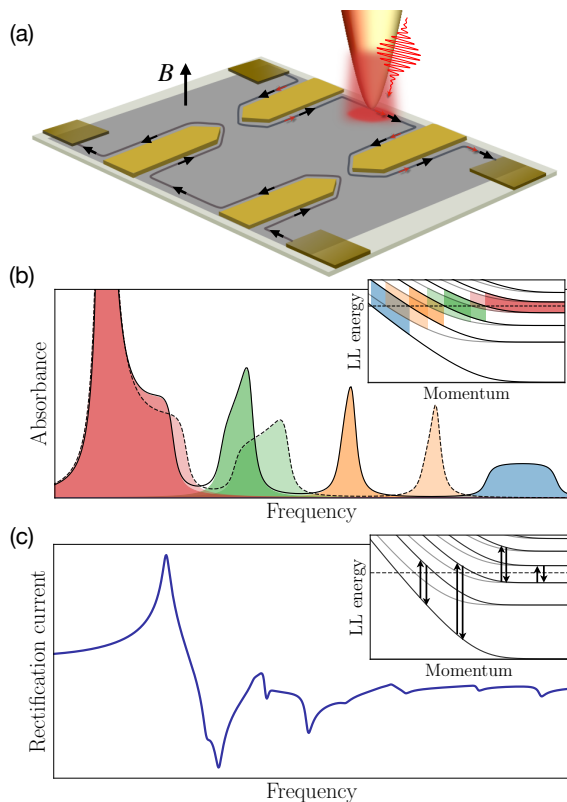 (a)
B
(b)
LL energy
Momentum
Absorbance
Frequency
(c)
LL energy
Momentum
Rectification current
Frequency